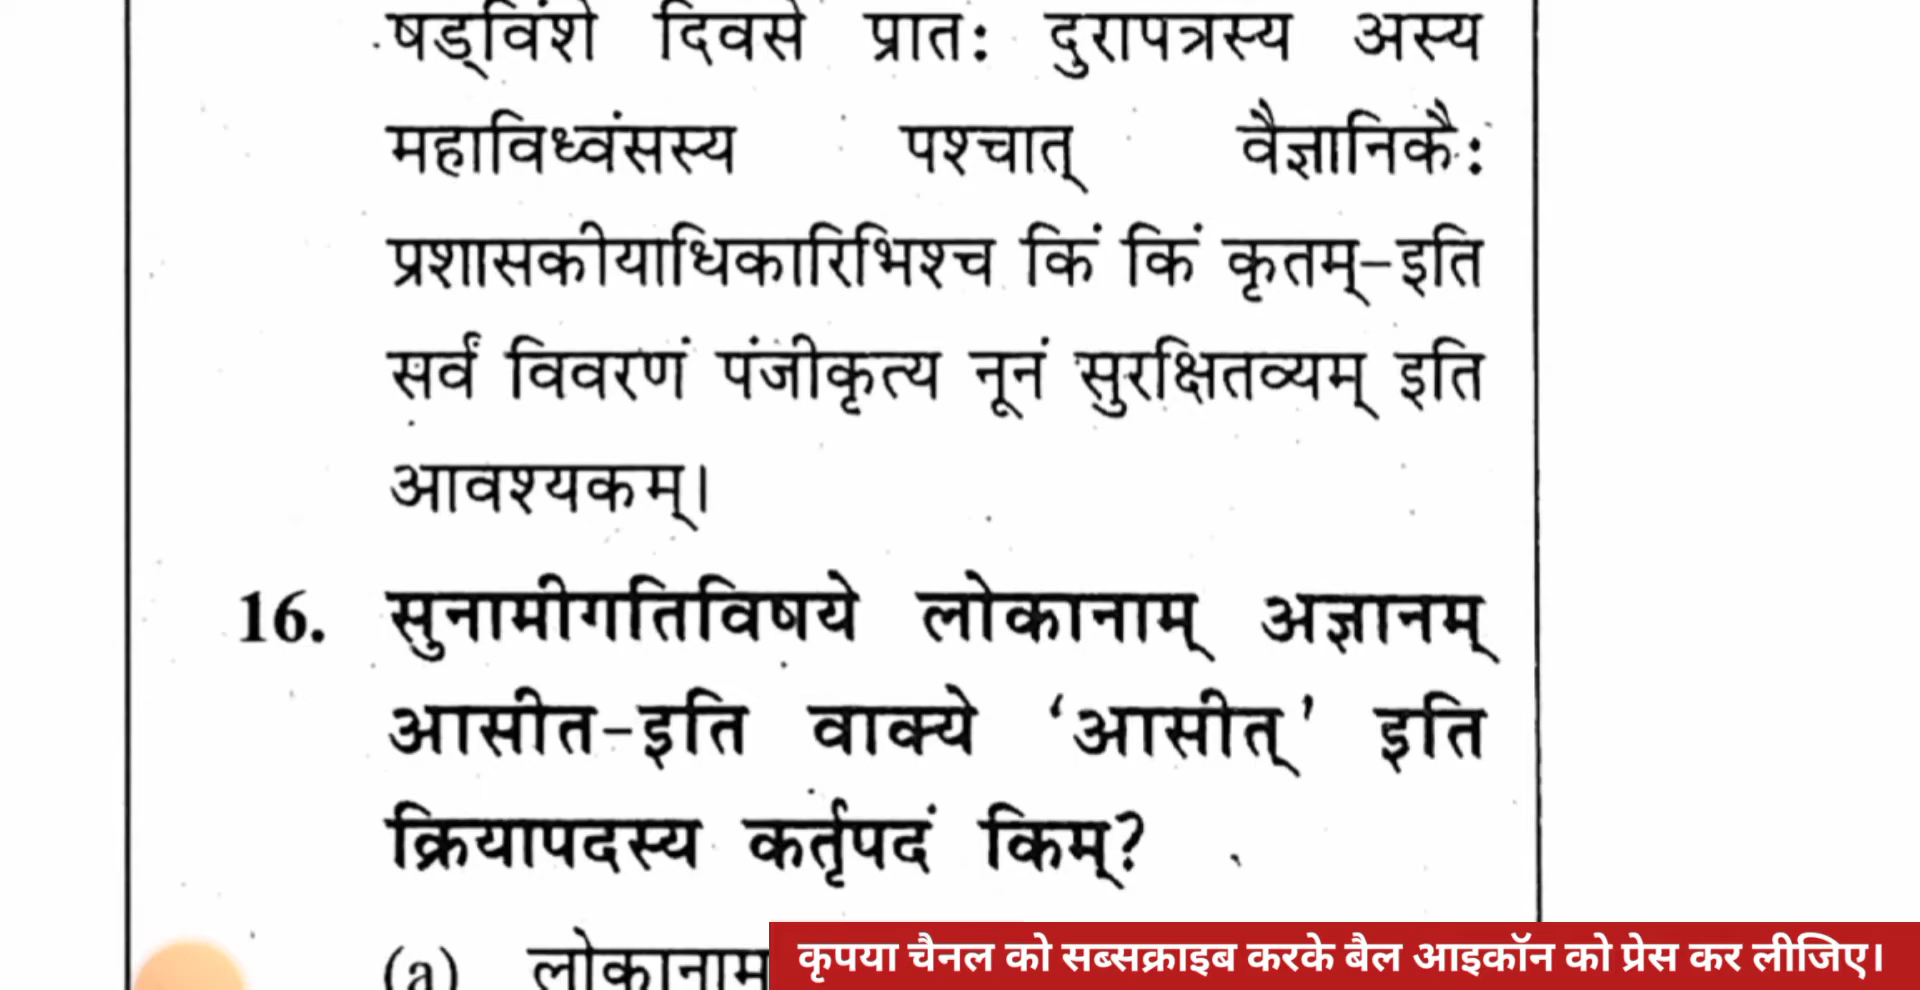 षड्विंशे दिवसे प्रातः दुरापत्रस्य अस्य
महाविध्वंसस्य पश्चात् वैज्ञानिकैः
प्रशासकीयाधिकारिभिश्च किं किं कृतम्-इति
सर्वं विवरणं पंजीकृत्य नूनं सुरक्षितव्यम् इति
आवश्यकम्।
16. सुनामीगतिविषये लोकानाम् अज्ञानम्
आसीत-इति वाक्ये ‘आसीत्’ इति
क्रियापदस्य कर्तृपदं किम्?
(a) लोकानाम
कृपया चैनल को सब्सक्राइब करके बैल आइकॉन को प्रेस कर लीजिए।